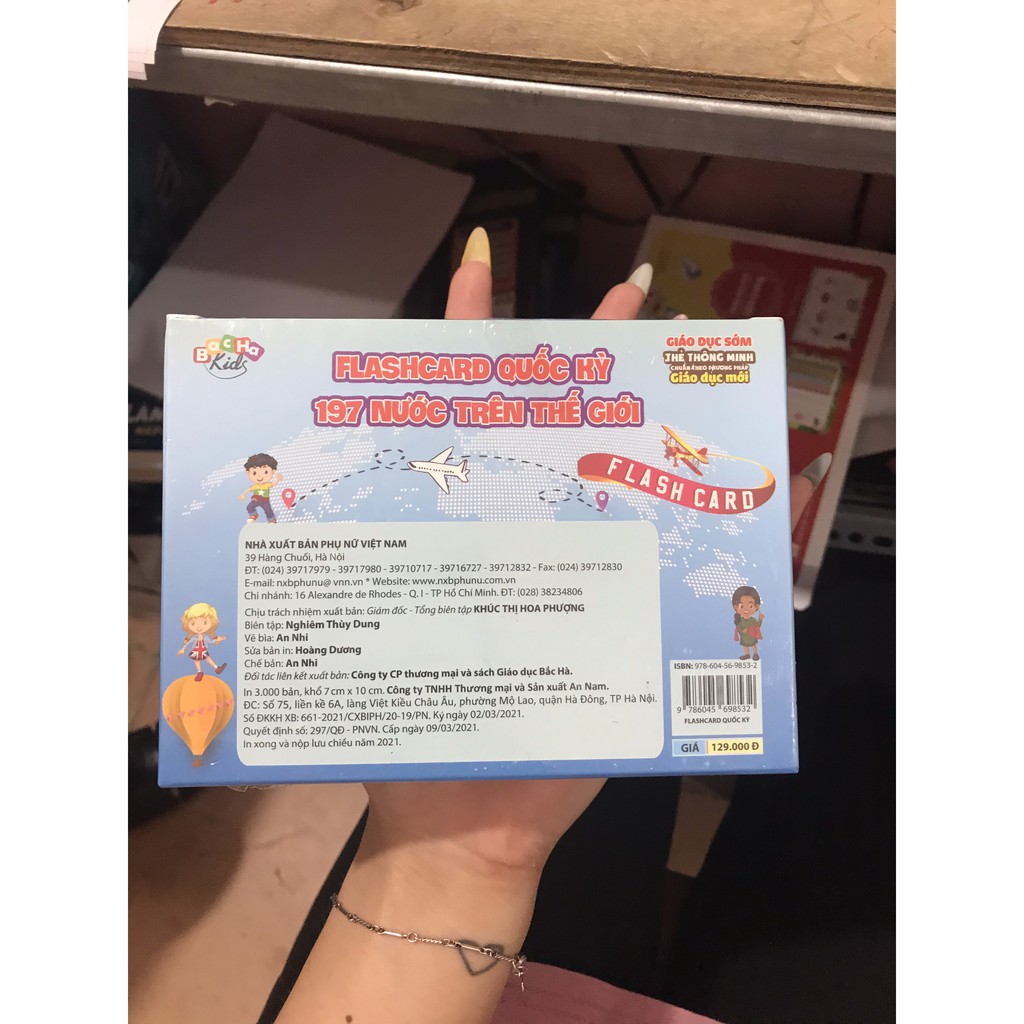 BacHa
Kids
FLASHCARD QUỐC KỲ
197 NƯỚC TRÊN THẾ GIỚI
GIÁO DỤC SỚM
THẺ THÔNG MINH
CHUẨN THEO PHƯƠNG PHÁP
Giáo dục mới
FLASH CARD
NHÀ XUẤT BẢN PHỤ NỮ VIỆT NAM
39 Hàng Chuối, Hà Nội
ĐT: (024) 39717979 - 39717980 - 39710717 - 39716727 - 39712832 - Fax: (024) 39712830
E-mail: nxbphunu@ vnn.vn * Website: www.nxbphunu.com.vn
Chi nhánh: 16 Alexandre de Rhodes - Q. I - TP Hồ Chí Minh. ĐT: (028) 38234806
Chịu trách nhiệm xuất bản: Giám đốc - Tổng biên tập KHÚC THỊ HOA PHƯỢNG
Biên tập: Nghiêm Thùy Dung
Vẽ bìa: An Nhi
Sửa bản in: Hoàng Dương
Chế bản: An Nhi
Đối tác liên kết xuất bản: Công ty CP thương mại và sách Giáo dục Bắc Hà.
In 3.000 bản, khổ 7 cm x 10 cm. Công ty TNHH Thương mại và Sản xuất An Nam.
ĐC: Số 75, liền kề 6A, làng Việt Kiều Châu Âu, phường Mộ Lao, quận Hà Đông, TP Hà Nội.
Số ĐKKH XB: 661-2021/CXBIPH/20-19/PN. Ký ngày 02/03/2021.
Quyết định số: 297/QĐ - PNVN. Cấp ngày 09/03/2021.
In xong và nộp lưu chiểu năm 2021.
ISBN: 978-604-56-9853-2
9 786045 698532
FLASHCARD QUỐC KỲ
GIÁ 129.000 Đ